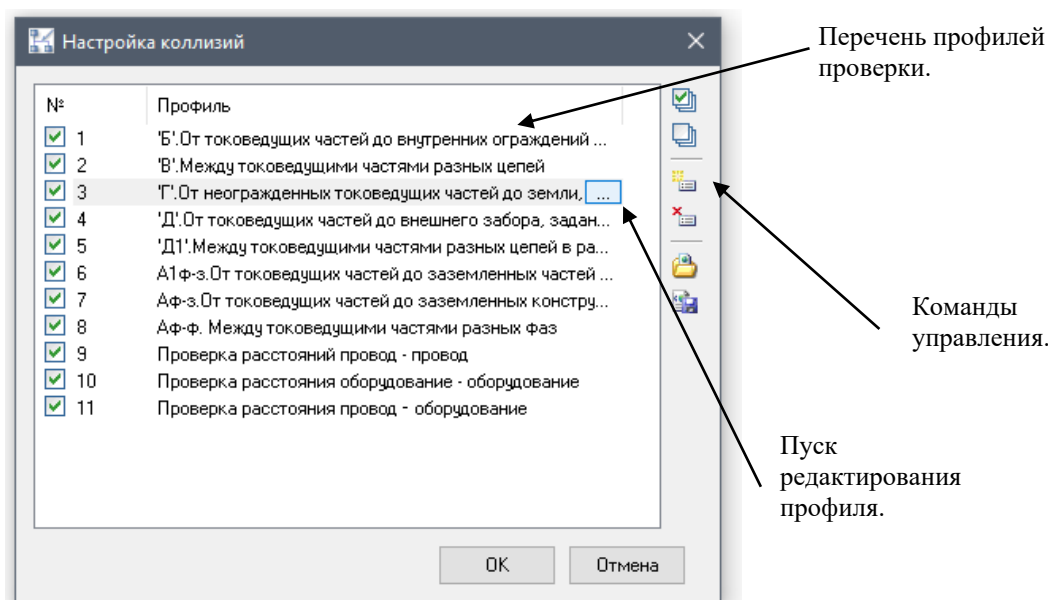 Настройка коллизий
Перечень профилей
проверки.
№ Профиль
1 'Б'.От токоведущих частей до внутренних ограждений ...
2 'В'.Между токоведущими частями разных цепей
3 'Г'.От неогражденных токоведущих частей до земли, ...
4 'Д'.От токоведущих частей до внешнего забора, задан...
5 'Д1'.Между токоведущими частями разных цепей в ра...
6 А1ф-з.От токоведущих частей до заземленных частей ...
7 Аф-з.От токоведущих частей до заземленных констру...
8 Аф-ф. Между токоведущими частями разных фаз
9 Проверка расстояний провод - провод
10 Проверка расстояния оборудование - оборудование
11 Проверка расстояния провод - оборудование
Команды
управления.
Пуск
редактирования
профиля.
OK Отмена